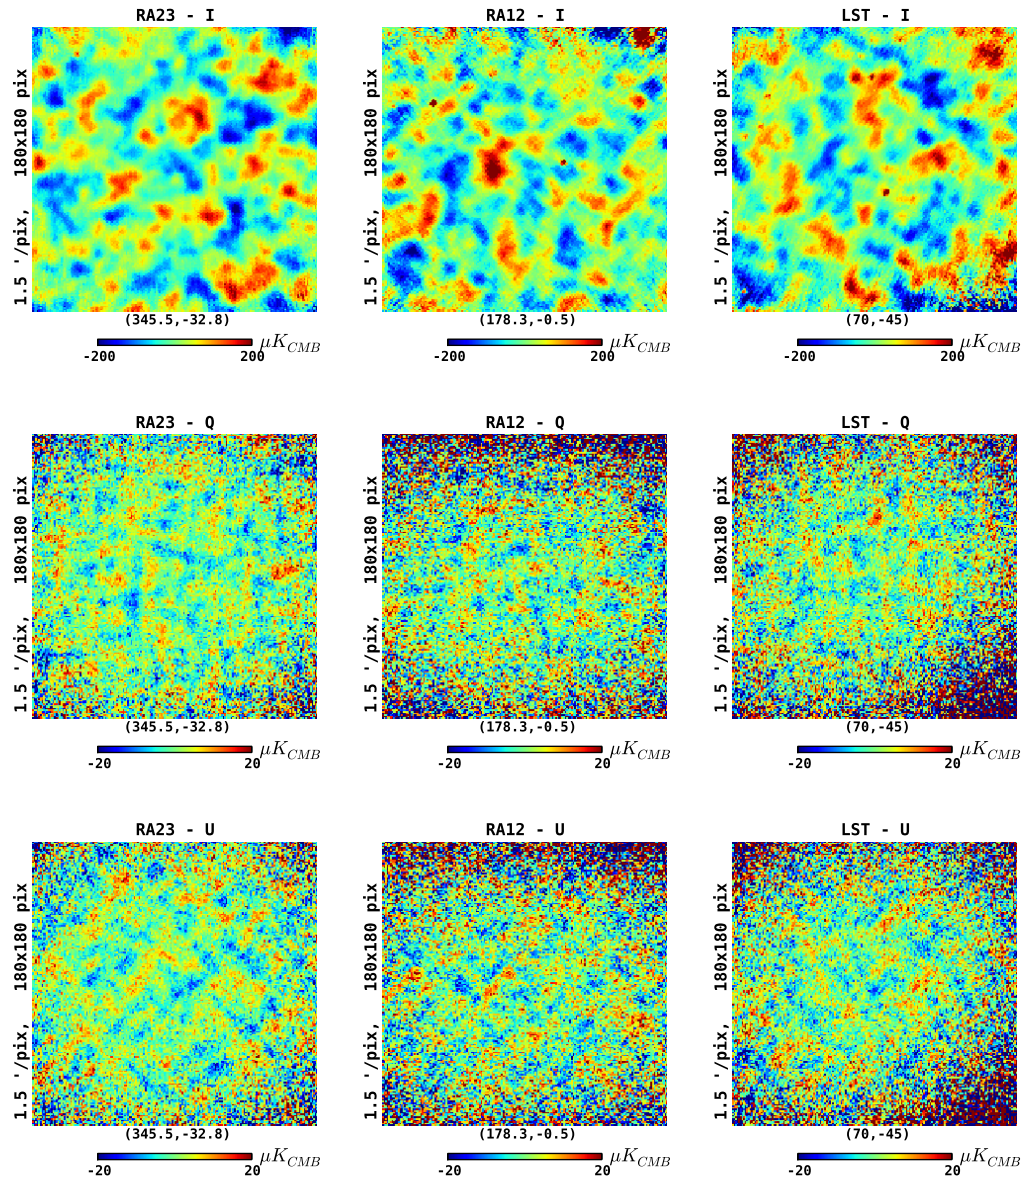 RA23 - I
RA12 - I
LST - I
1.5 '/pix, 180x180 pix
1.5 '/pix, 180x180 pix
1.5 '/pix, 180x180 pix
(345.5,-32.8)
(178.3,-0.5)
(70,-45)
-200 200 μK_CMB
-200 200 μK_CMB
-200 200 μK_CMB
RA23 - Q
RA12 - Q
LST - Q
1.5 '/pix, 180x180 pix
1.5 '/pix, 180x180 pix
1.5 '/pix, 180x180 pix
(345.5,-32.8)
(178.3,-0.5)
(70,-45)
-20 20 μK_CMB
-20 20 μK_CMB
-20 20 μK_CMB
RA23 - U
RA12 - U
LST - U
1.5 '/pix, 180x180 pix
1.5 '/pix, 180x180 pix
1.5 '/pix, 180x180 pix
(345.5,-32.8)
(178.3,-0.5)
(70,-45)
-20 20 μK_CMB
-20 20 μK_CMB
-20 20 μK_CMB